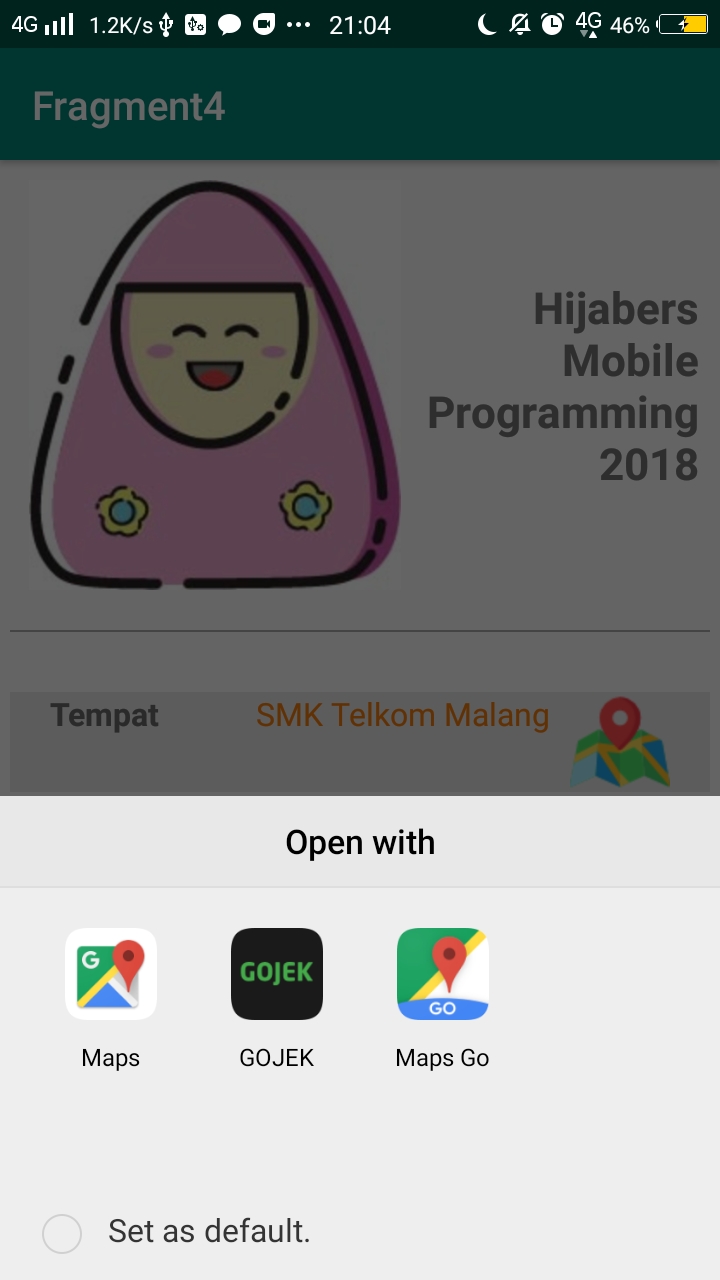 4G 1.2K/s 21:04 4G 46%
Fragment4
Hijabers
Mobile
Programming
2018
Tempat SMK Telkom Malang
Open with
G GOJEK GO
Maps GOJEK Maps Go
Set as default.